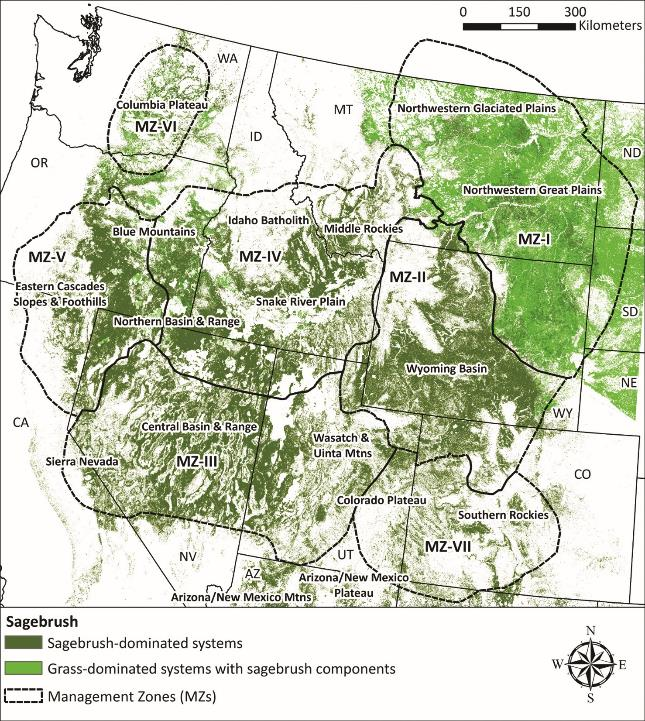 0 150 300
Kilometers
WA
Columbia Plateau
MZ-VI
MT
Northwestern Glaciated Plains
ID
OR
ND
Northwestern Great Plains
Blue Mountains
Idaho Batholith
Middle Rockies
MZ-I
MZ-V
MZ-IV
MZ-II
Eastern Cascades
Slopes & Foothills
Snake River Plain
SD
Northern Basin & Range
Wyoming Basin
NE
WY
CA
Central Basin & Range
Wasatch &
Uinta Mtns
Sierra Nevada
MZ-III
CO
Colorado Plateau
Southern Rockies
MZ-VII
NV
UT
AZ
Arizona/New Mexico
Plateau
Arizona/New Mexico Mtns
Sagebrush
Sagebrush-dominated systems
Grass-dominated systems with sagebrush components
Management Zones (MZs)
N
W E
S